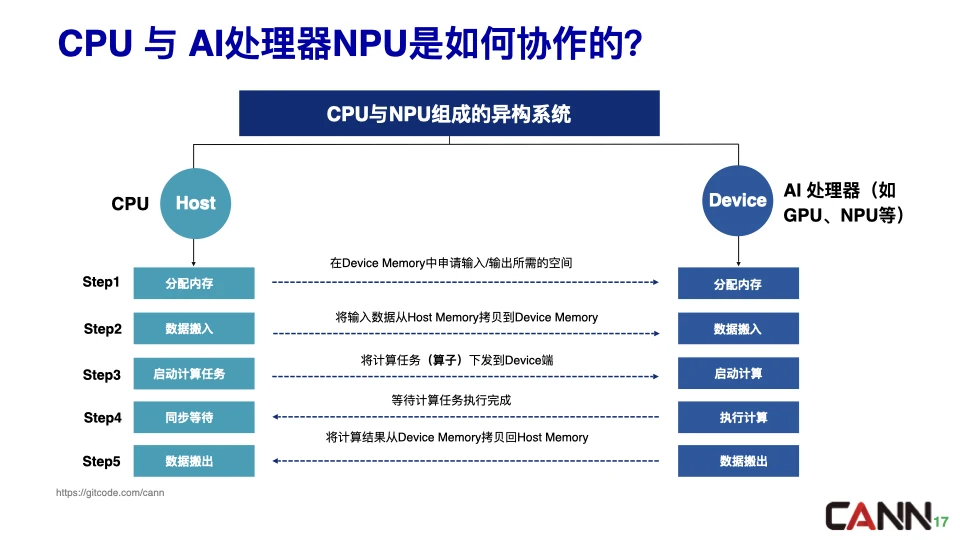 CPU 与 AI处理器NPU是如何协作的？
CPU与NPU组成的异构系统
CPU
Host
Device
AI 处理器（如
GPU、NPU等）
Step1
分配内存
在Device Memory中申请输入/输出所需的空间
分配内存
Step2
数据搬入
将输入数据从Host Memory拷贝到Device Memory
数据搬入
Step3
启动计算任务
将计算任务（算子）下发到Device端
启动计算
Step4
同步等待
等待计算任务执行完成
执行计算
Step5
数据搬出
将计算结果从Device Memory拷贝回Host Memory
数据搬出
https://gitcode.com/cann
CANN
17